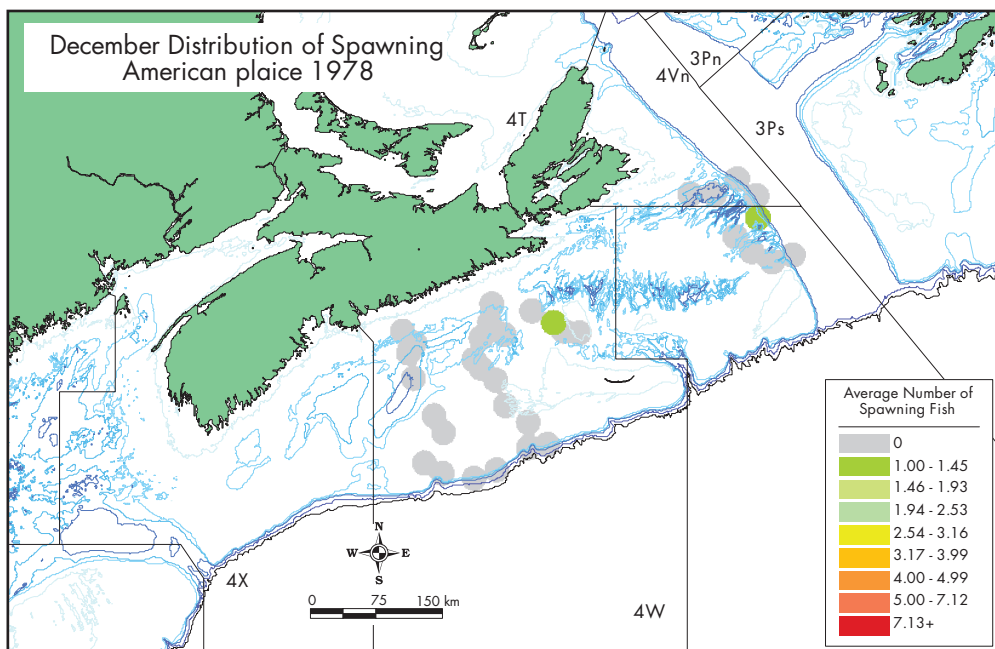 December Distribution of Spawning
American plaice 1978
3Pn
4Vn
4T
3Ps
Average Number of
Spawning Fish
0
1.00 - 1.45
1.46 - 1.93
1.94 - 2.53
2.54 - 3.16
3.17 - 3.99
4.00 - 4.99
5.00 - 7.12
7.13+
N
W E
S
4X
0 75 150 km
4W